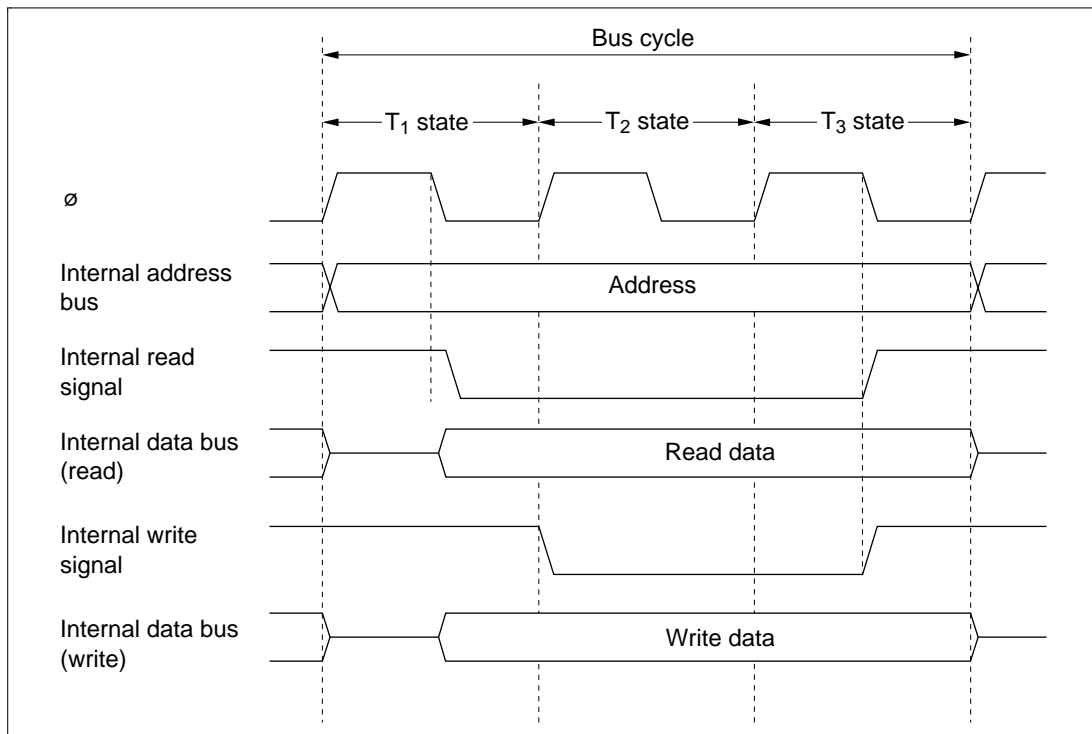 Bus cycle
T1 state T2 state T3 state
ø
Internal address
bus
Address
Internal read
signal
Internal data bus
(read)
Read data
Internal write
signal
Internal data bus
(write)
Write data